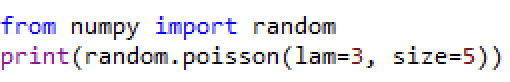 from numpy import random
print(random.poisson(lam=3, size=5))